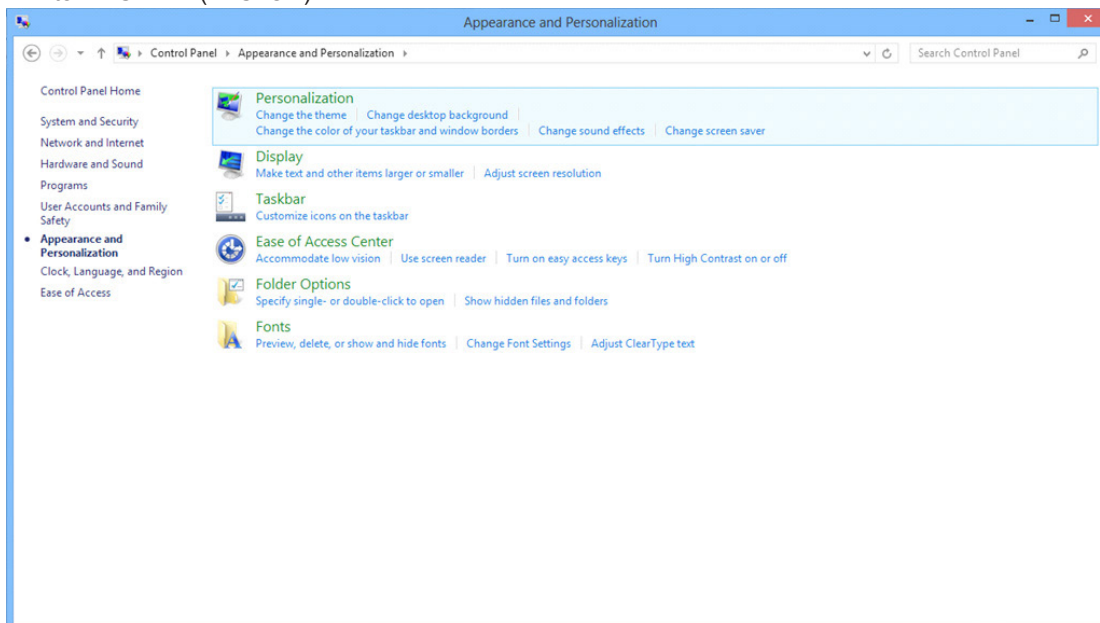 Appearance and Personalization
Control Panel Appearance and Personalization
Search Control Panel
Control Panel Home
System and Security
Network and Internet
Hardware and Sound
Programs
User Accounts and Family
Safety
Appearance and
Personalization
Clock, Language, and Region
Ease of Access
Personalization
Change the theme Change desktop background
Change the color of your taskbar and window borders Change sound effects Change screen saver
Display
Make text and other items larger or smaller Adjust screen resolution
Taskbar
Customize icons on the taskbar
Ease of Access Center
Accommodate low vision Use screen reader Turn on easy access keys Turn High Contrast on or off
Folder Options
Specify single- or double-click to open Show hidden files and folders
Fonts
Preview, delete, or show and hide fonts Change Font Settings Adjust ClearType text